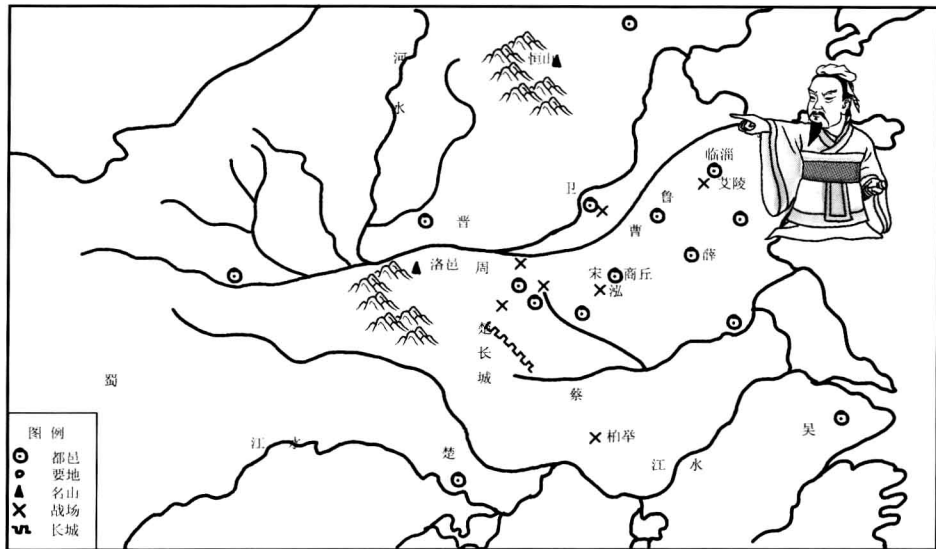 恒山
河水
临淄
艾陵
卫
鲁
晋
曹
薛
洛邑
周
宋
商丘
泓
楚长城
蜀
蔡
图例
都邑
要地
名山
战场
长城
江水
楚
柏举
吴
江水